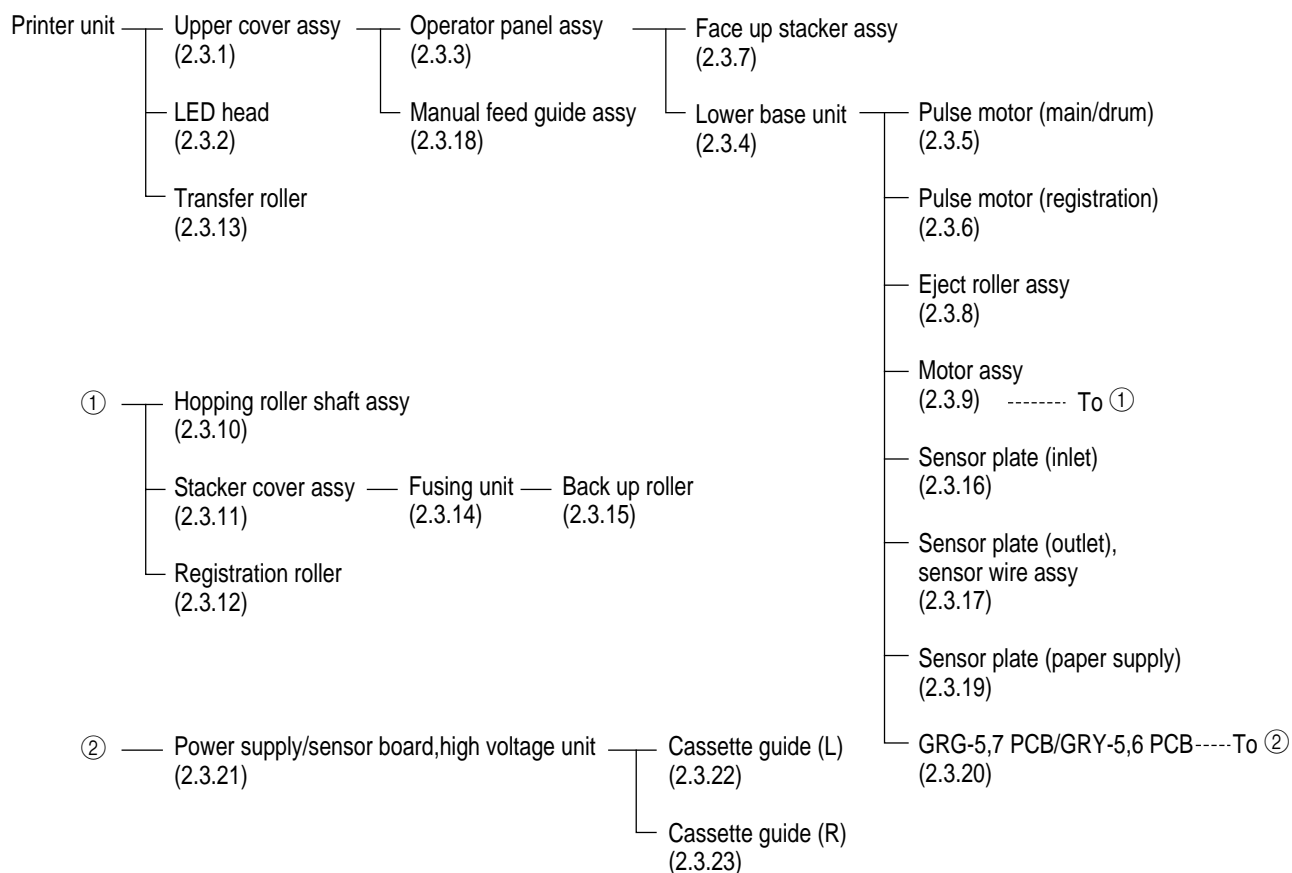 Printer unit
Upper cover assy
(2.3.1)
Operator panel assy
(2.3.3)
Face up stacker assy
(2.3.7)
LED head
(2.3.2)
Manual feed guide assy
(2.3.18)
Lower base unit
(2.3.4)
Pulse motor (main/drum)
(2.3.5)
Transfer roller
(2.3.13)
Pulse motor (registration)
(2.3.6)
Eject roller assy
(2.3.8)
Motor assy
(2.3.9) -------- To ①
① Hopping roller shaft assy
(2.3.10)
Sensor plate (inlet)
(2.3.16)
Stacker cover assy
(2.3.11)
Fusing unit
(2.3.14)
Back up roller
(2.3.15)
Sensor plate (outlet),
sensor wire assy
(2.3.17)
Registration roller
(2.3.12)
Sensor plate (paper supply)
(2.3.19)
② Power supply/sensor board,high voltage unit
(2.3.21)
Cassette guide (L)
(2.3.22)
GRG-5,7 PCB/GRY-5,6 PCB-----To ②
(2.3.20)
Cassette guide (R)
(2.3.23)